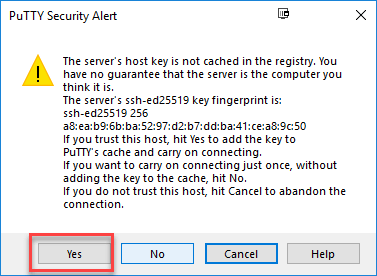 PuTTY Security Alert
The server's host key is not cached in the registry. You
have no guarantee that the server is the computer you
think it is.
The server's ssh-ed25519 key fingerprint is:
ssh-ed25519 256
a8:ea:b9:6b:ba:52:97:d2:b7:dd:ba:41:ce:a8:9c:50
If you trust this host, hit Yes to add the key to
PuTTY's cache and carry on connecting.
If you want to carry on connecting just once, without
adding the key to the cache, hit No.
If you do not trust this host, hit Cancel to abandon the
connection.
Yes No Cancel Help